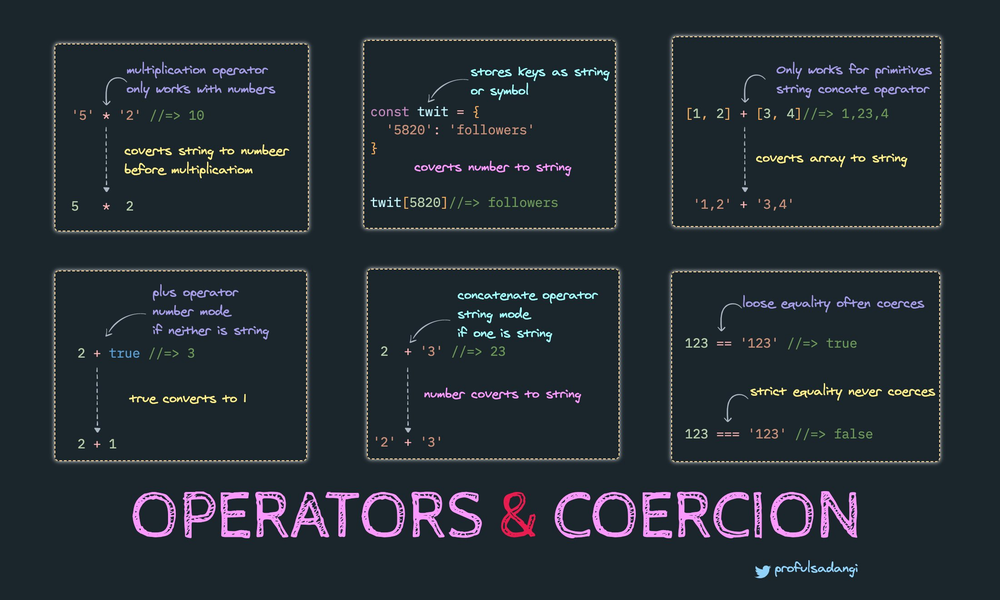 multiplication operator
only works with numbers
'5' * '2' //=> 10
coverts string to numbeer
before multiplicatiom
5 * 2
stores keys as string
or symbol
const twit = {
'5820': 'followers'
}
coverts number to string
twit[5820]//=> followers
Only works for primitives
string concate operator
[1, 2] + [3, 4]//=> 1,23,4
coverts array to string
'1,2' + '3,4'
plus operator
number mode
if neither is string
2 + true //=> 3
true converts to 1
2 + 1
concatenate operator
string mode
if one is string
2 + '3' //=> 23
number coverts to string
'2' + '3'
loose equality often coerces
123 == '123' //=> true
strict equality never coerces
123 === '123' //=> false
OPERATORS & COERCION
profulsadangi